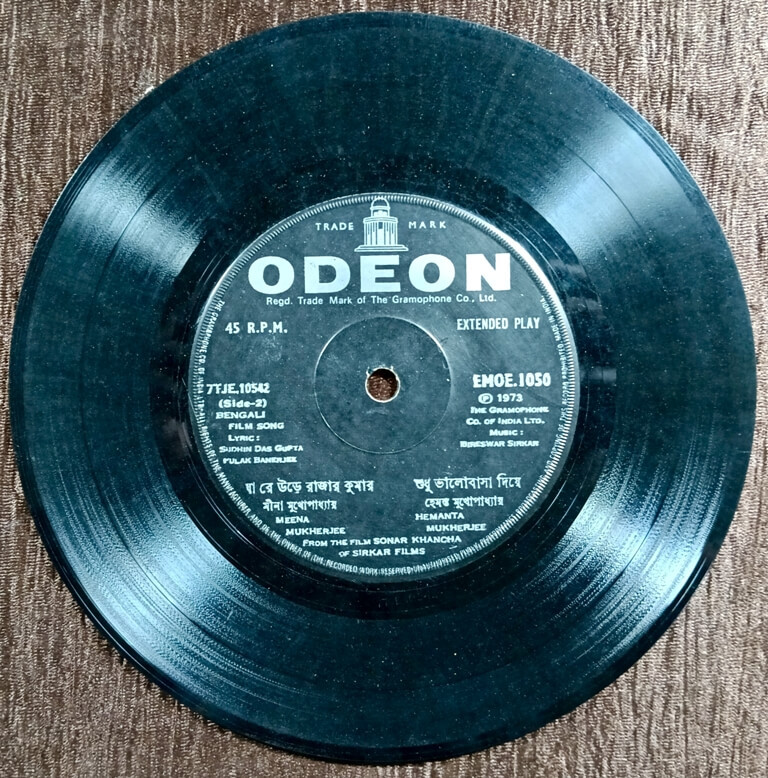 TRADE MARK
ODEON
Regd. Trade Mark of The Gramophone Co., Ltd.
45 R.P.M.
EXTENDED PLAY
7TJE.10542
(Side-2)
BENGALI
FILM SONG
LYRIC :
SUDHIN DAS GUPTA
PULAK BANERJEE
EMOE.1050
Ⓟ 1973
THE GRAMOPHONE
CO. OF INDIA LTD.
MUSIC :
BIRESWAR SIRKAR
যা রে উড়ে রাজার কুমার
মীনা মুখোপাধ্যায়
MEENA
MUKHERJEE
শুধু ভালোবাসা দিয়ে
হেমন্ত মুখোপাধ্যায়
HEMANTA
MUKHERJEE
FROM THE FILM SONAR KHANCHA
OF SIRKAR FILMS